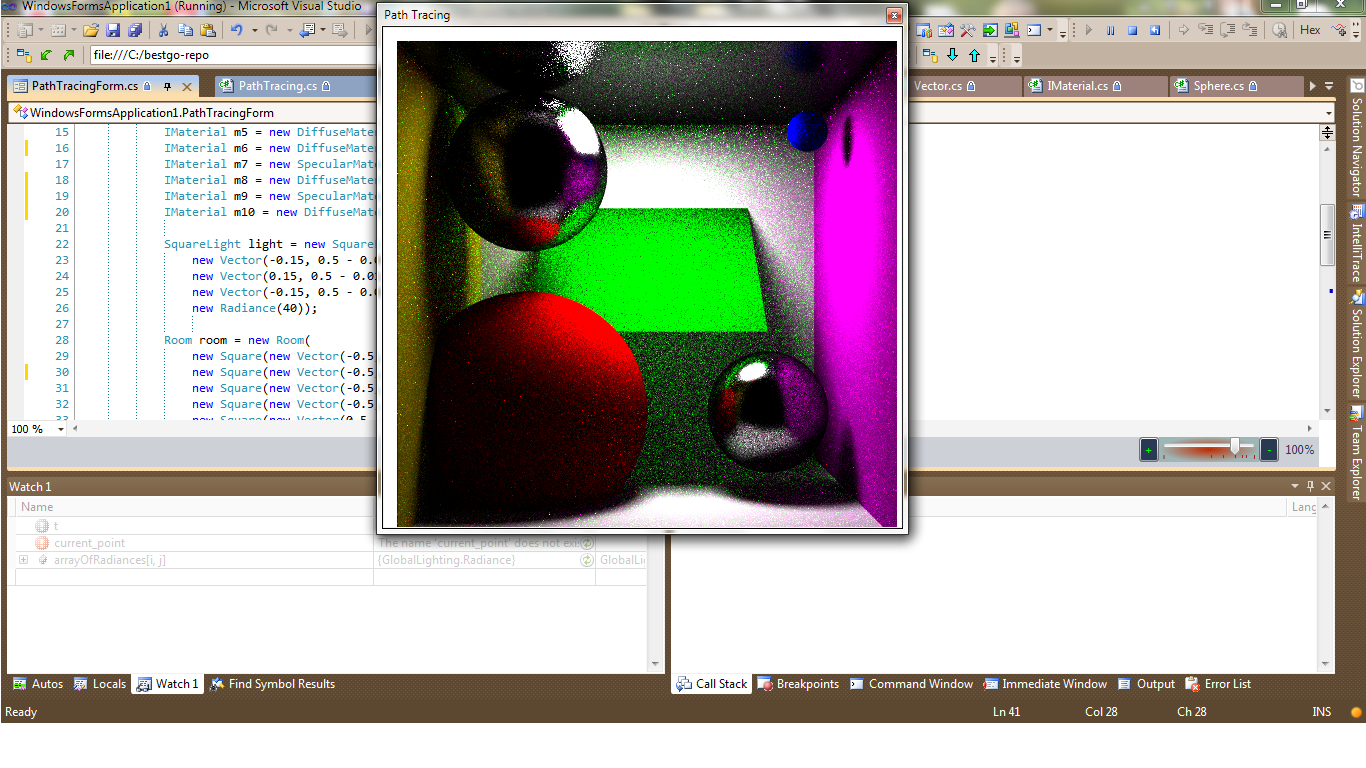 WindowsFormsApplication1 (Running) - Microsoft Visual Studio
Path Tracing
Hex
file:///C:/bestgo-repo
PathTracingForm.cs
PathTracing.cs
Vector.cs
IMaterial.cs
Sphere.cs
WindowsFormsApplication1.PathTracingForm
15 IMaterial m5 = new DiffuseMate
16 IMaterial m6 = new DiffuseMate
17 IMaterial m7 = new SpecularMat
18 IMaterial m8 = new DiffuseMate
19 IMaterial m9 = new SpecularMat
20 IMaterial m10 = new DiffuseMat
21
22 SquareLight light = new Square
23 new Vector(-0.15, 0.5 - 0.0
24 new Vector(0.15, 0.5 - 0.0
25 new Vector(-0.15, 0.5 - 0.0
26 new Radiance(40));
27
28 Room room = new Room(
29 new Square(new Vector(-0.5
30 new Square(new Vector(-0.5
31 new Square(new Vector(-0.5
32 new Square(new Vector(-0.5
33 new Square(new Vector(0.5
100 %
100%
Solution Navigator
IntelliTrace
Solution Explorer
Team Explorer
Watch 1
Name
Lang
t
current_point The name 'current_point' does not exi
arrayOfRadiances[i, j] {GlobalLighting.Radiance} GlobalLi
Autos
Locals
Watch 1
Find Symbol Results
Call Stack
Breakpoints
Command Window
Immediate Window
Output
Error List
Ready
Ln 41
Col 28
Ch 28
INS